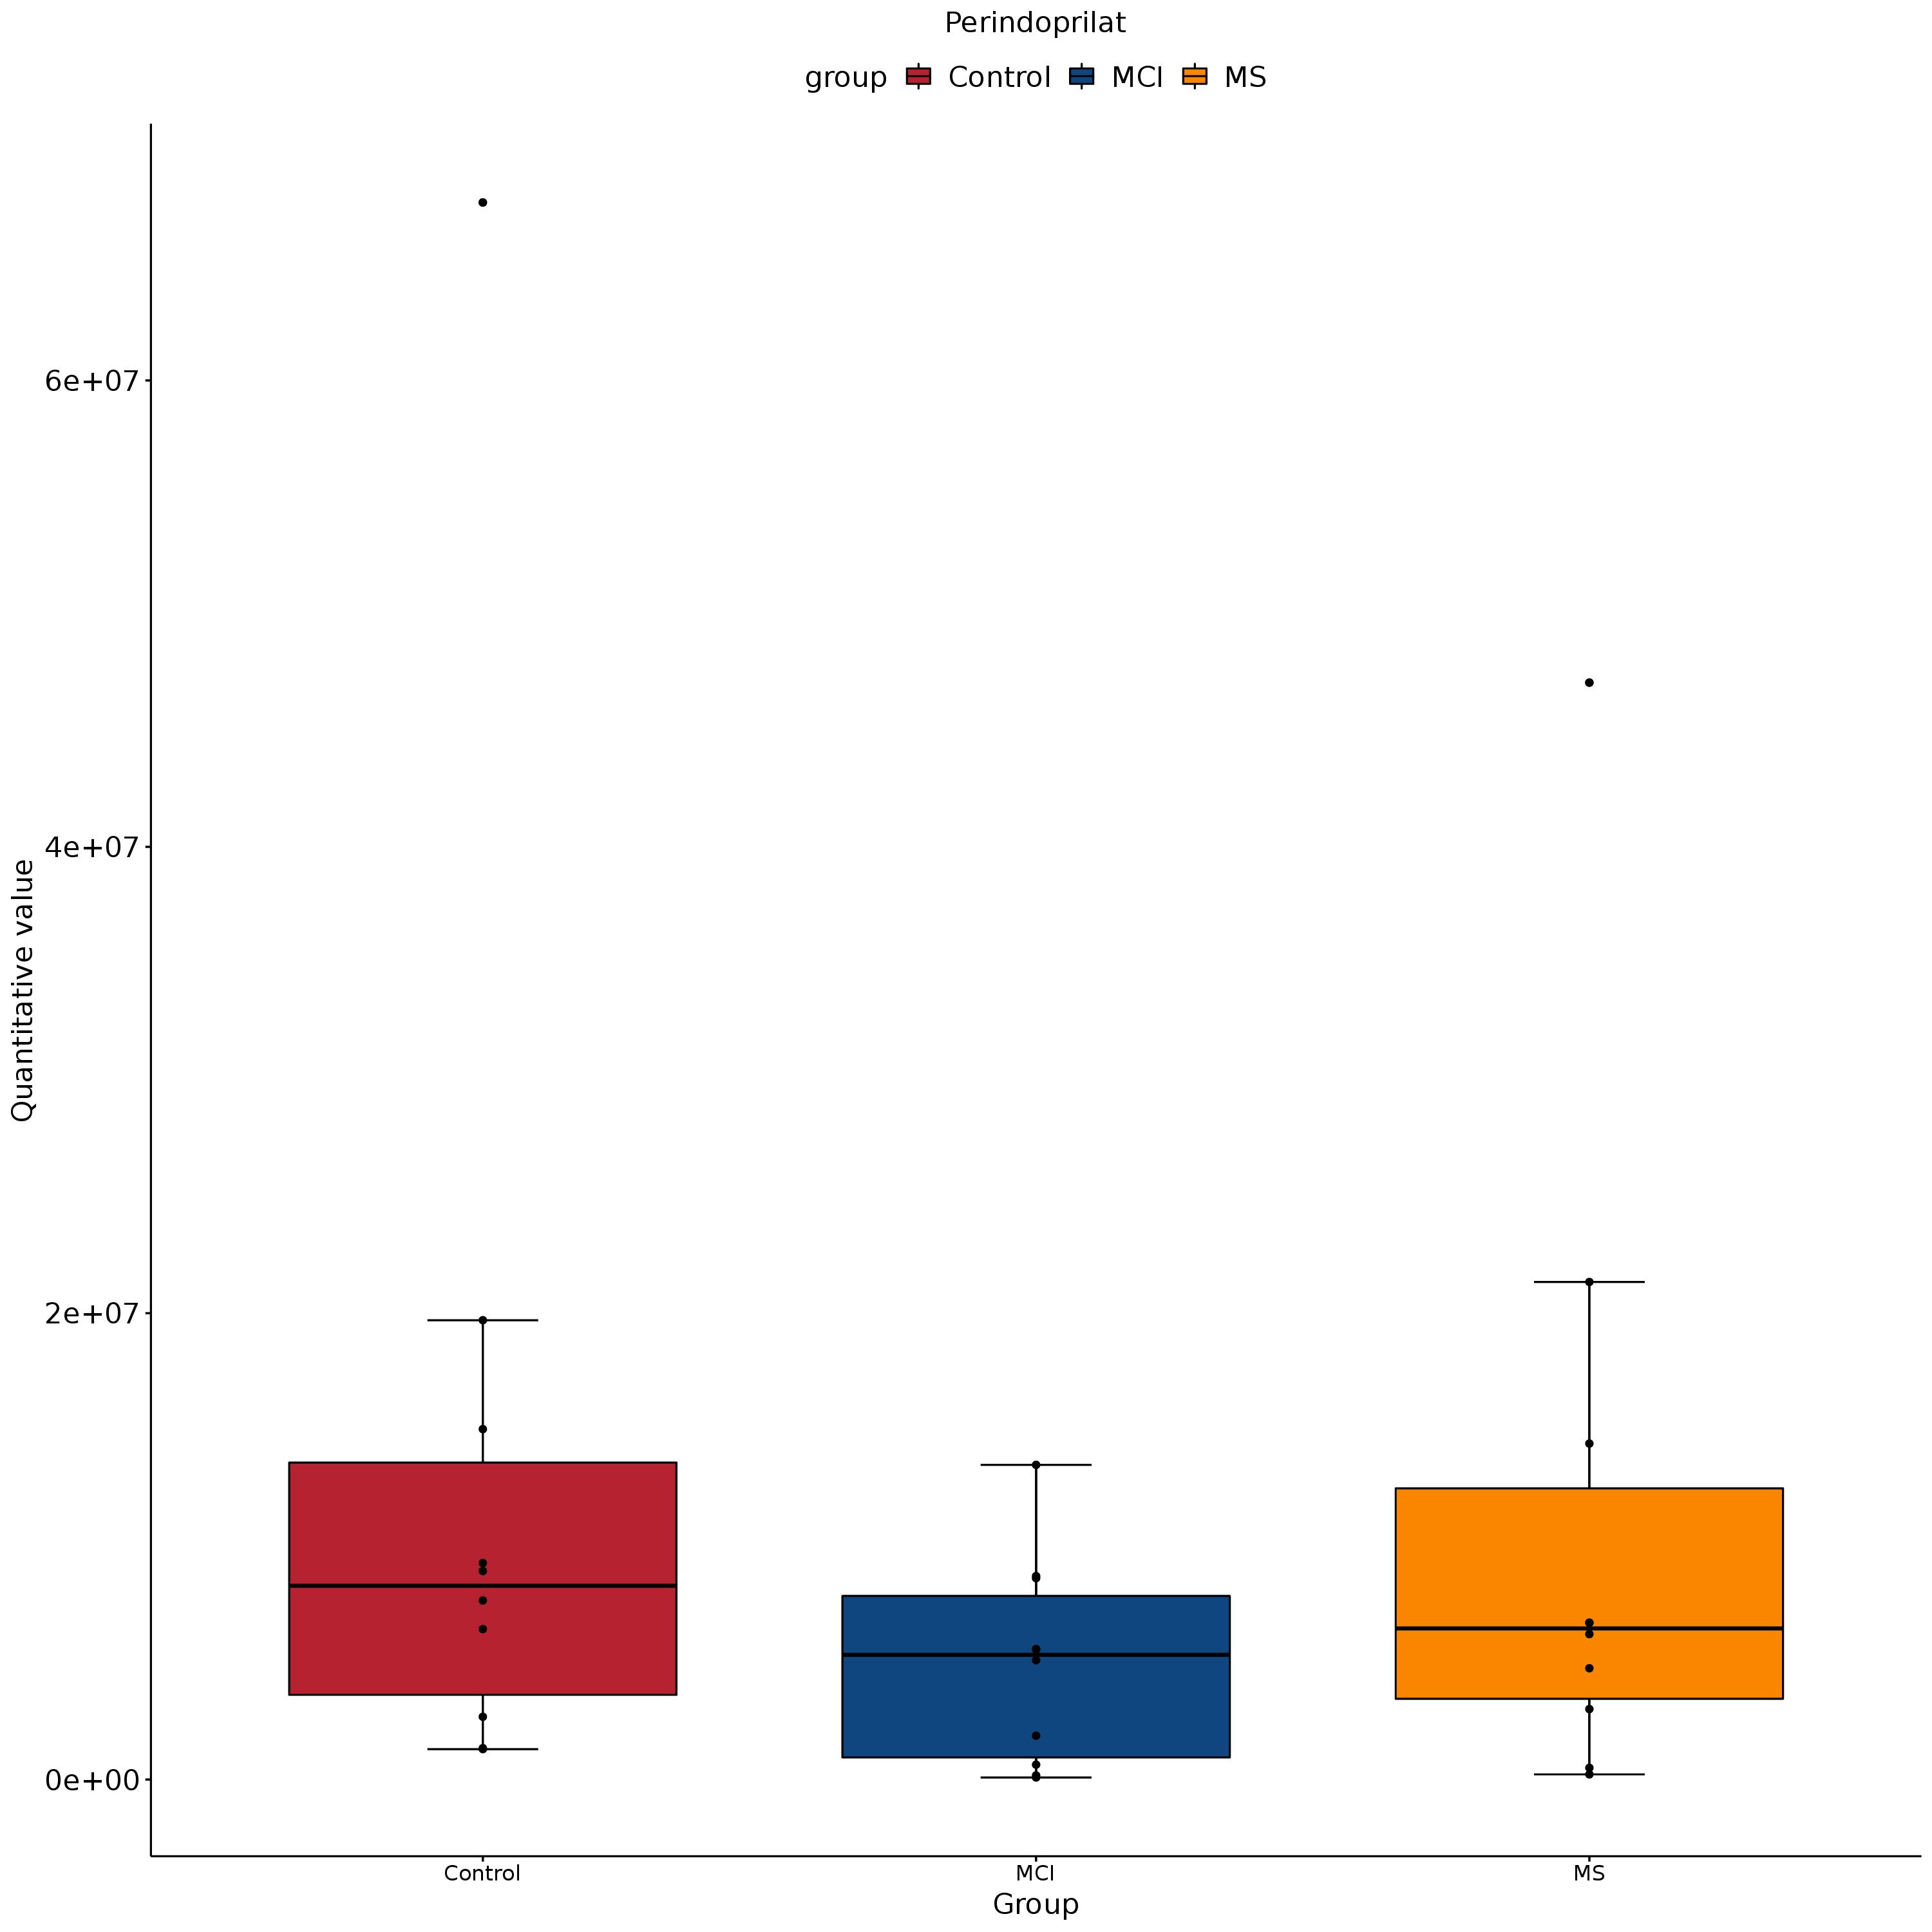 Perindoprilat
group Control MCI MS
Quantitative value
6e+07
4e+07
2e+07
0e+00
Control MCI MS
Group